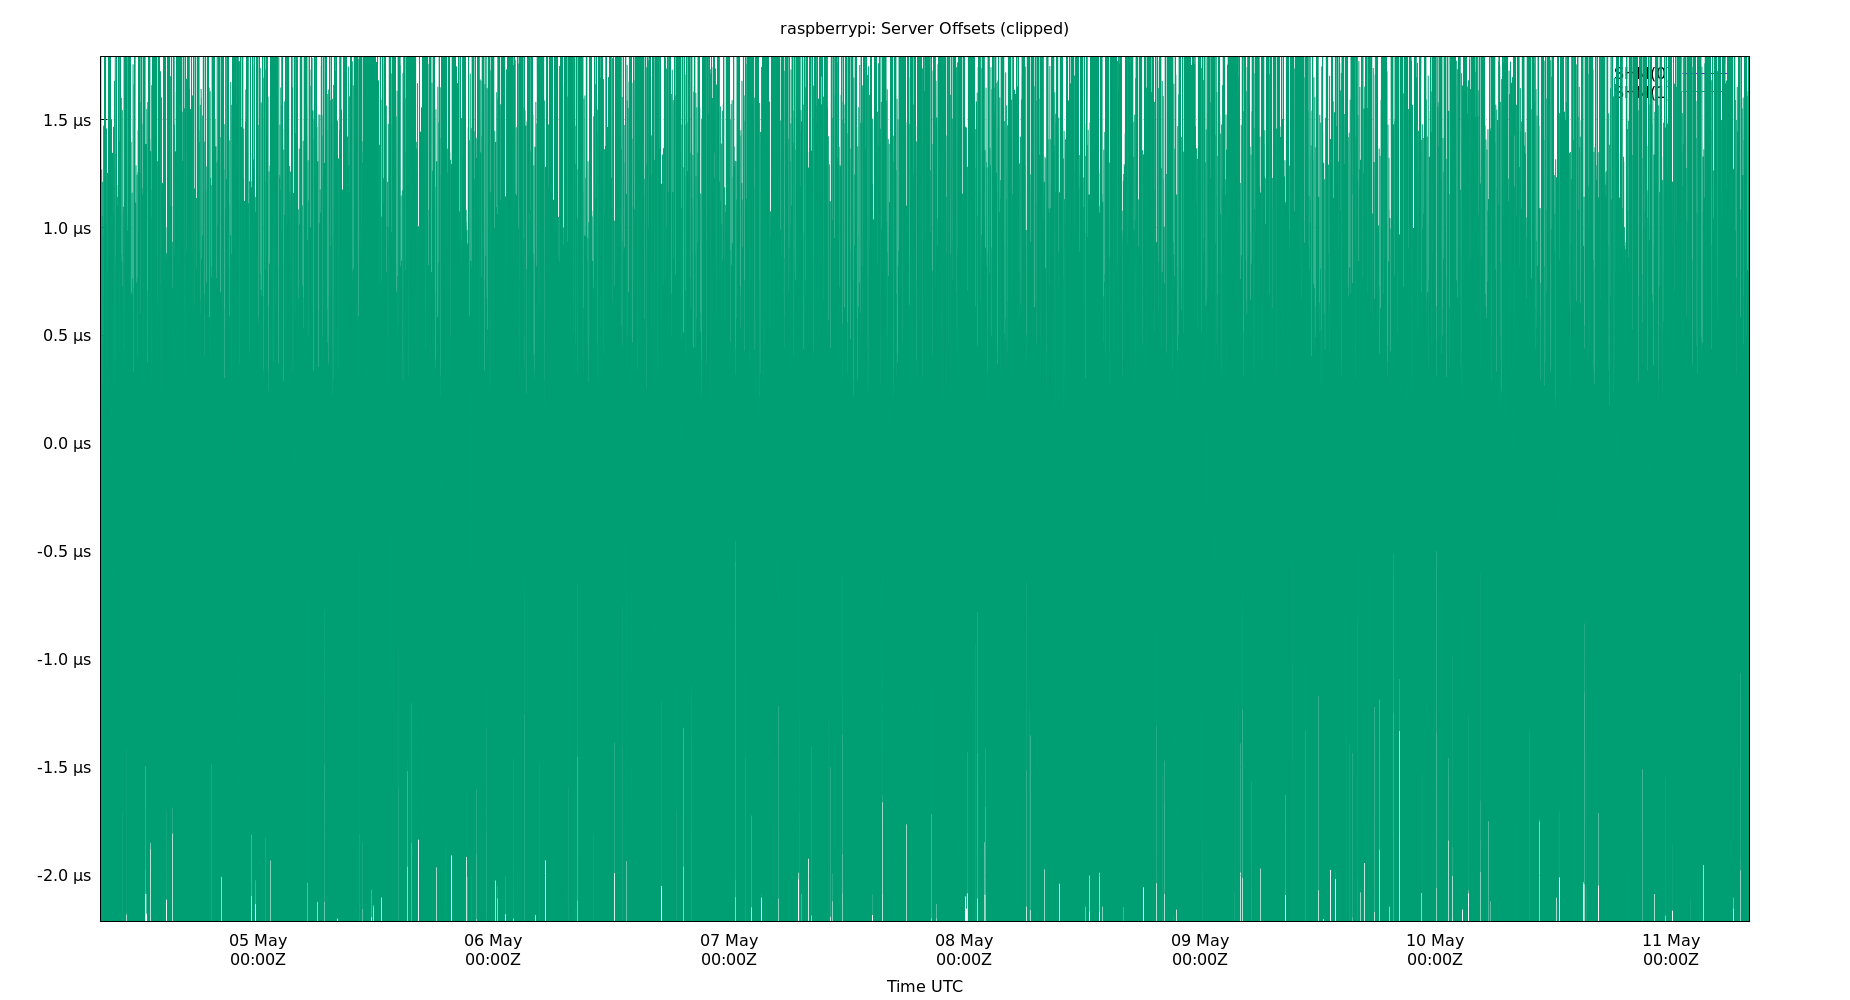 raspberrypi: Server Offsets (clipped)
1.5 µs
1.0 µs
0.5 µs
0.0 µs
-0.5 µs
-1.0 µs
-1.5 µs
-2.0 µs
05 May 06 May 07 May 08 May 09 May 10 May 11 May
00:00Z 00:00Z 00:00Z 00:00Z 00:00Z 00:00Z 00:00Z
Time UTC